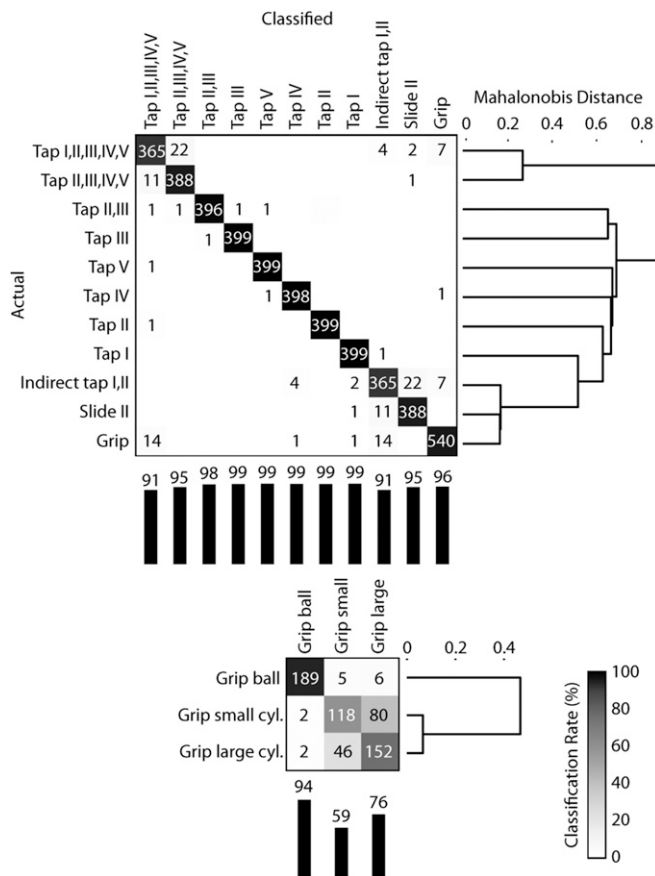 Classified
Tap I,II,III,IV,V
Tap II,III,IV,V
Tap II,III
Tap III
Tap V
Tap IV
Tap II
Tap I
Indirect tap I,II
Slide II
Grip
Mahalonobis Distance
0 0.2 0.6 0.8
Actual
Tap I,II,III,IV,V 365 22 4 2 7
Tap II,III,IV,V 11 388 1
Tap II,III 1 1 396 1 1
Tap III 1 399
Tap V 1 399
Tap IV 1 398 1
Tap II 1 399
Tap I 399 1
Indirect tap I,II 4 2 365 22 7
Slide II 1 11 388
Grip 14 1 1 14 540
91 95 98 99 99 99 99 99 91 95 96
Grip ball
Grip small
Grip large
0 0.2 0.4
Grip ball 189 5 6
Grip small cyl. 2 118 80
Grip large cyl. 2 46 152
94 59 76
Classification Rate (%)
100
80
60
40
20
0